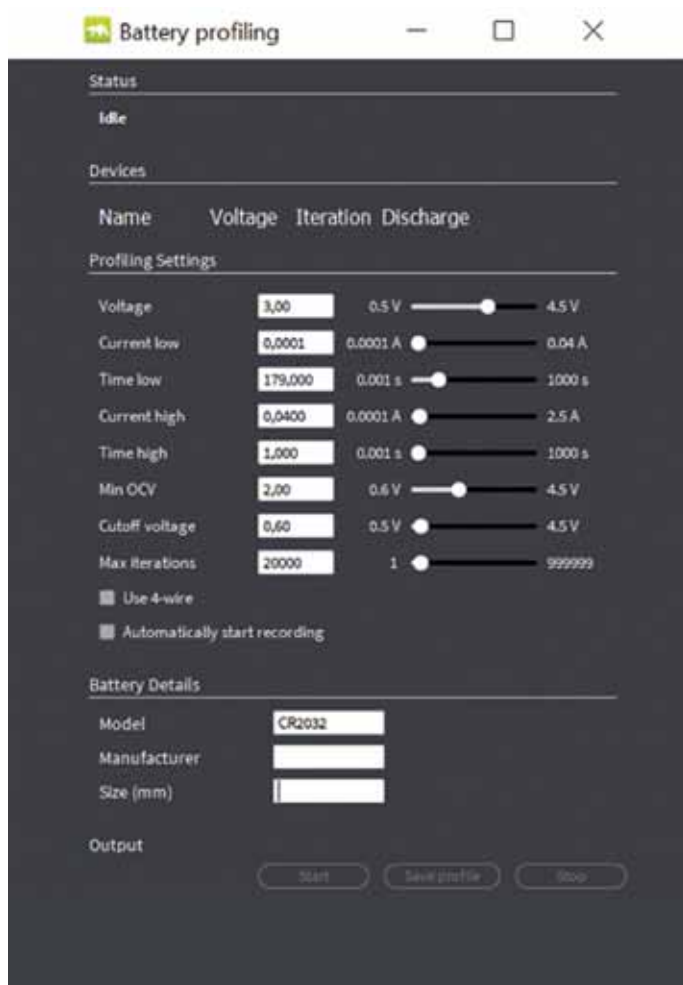 Battery profiling
Status
Idle
Devices
Name Voltage Iteration Discharge
Profiling Settings
Voltage 3,00 0.5 V 4.5 V
Current low 0,0001 0.0001 A 0.04 A
Time low 179,000 0.001 s 1000 s
Current high 0,0400 0.0001 A 2.5 A
Time high 1,000 0.001 s 1000 s
Min OCV 2,00 0.6 V 4.5 V
Cutoff voltage 0,60 0.5 V 4.5 V
Max iterations 20000 1 999999
Use 4-wire
Automatically start recording
Battery Details
Model CR2032
Manufacturer
Size (mm)
Output
Start Save profile Stop